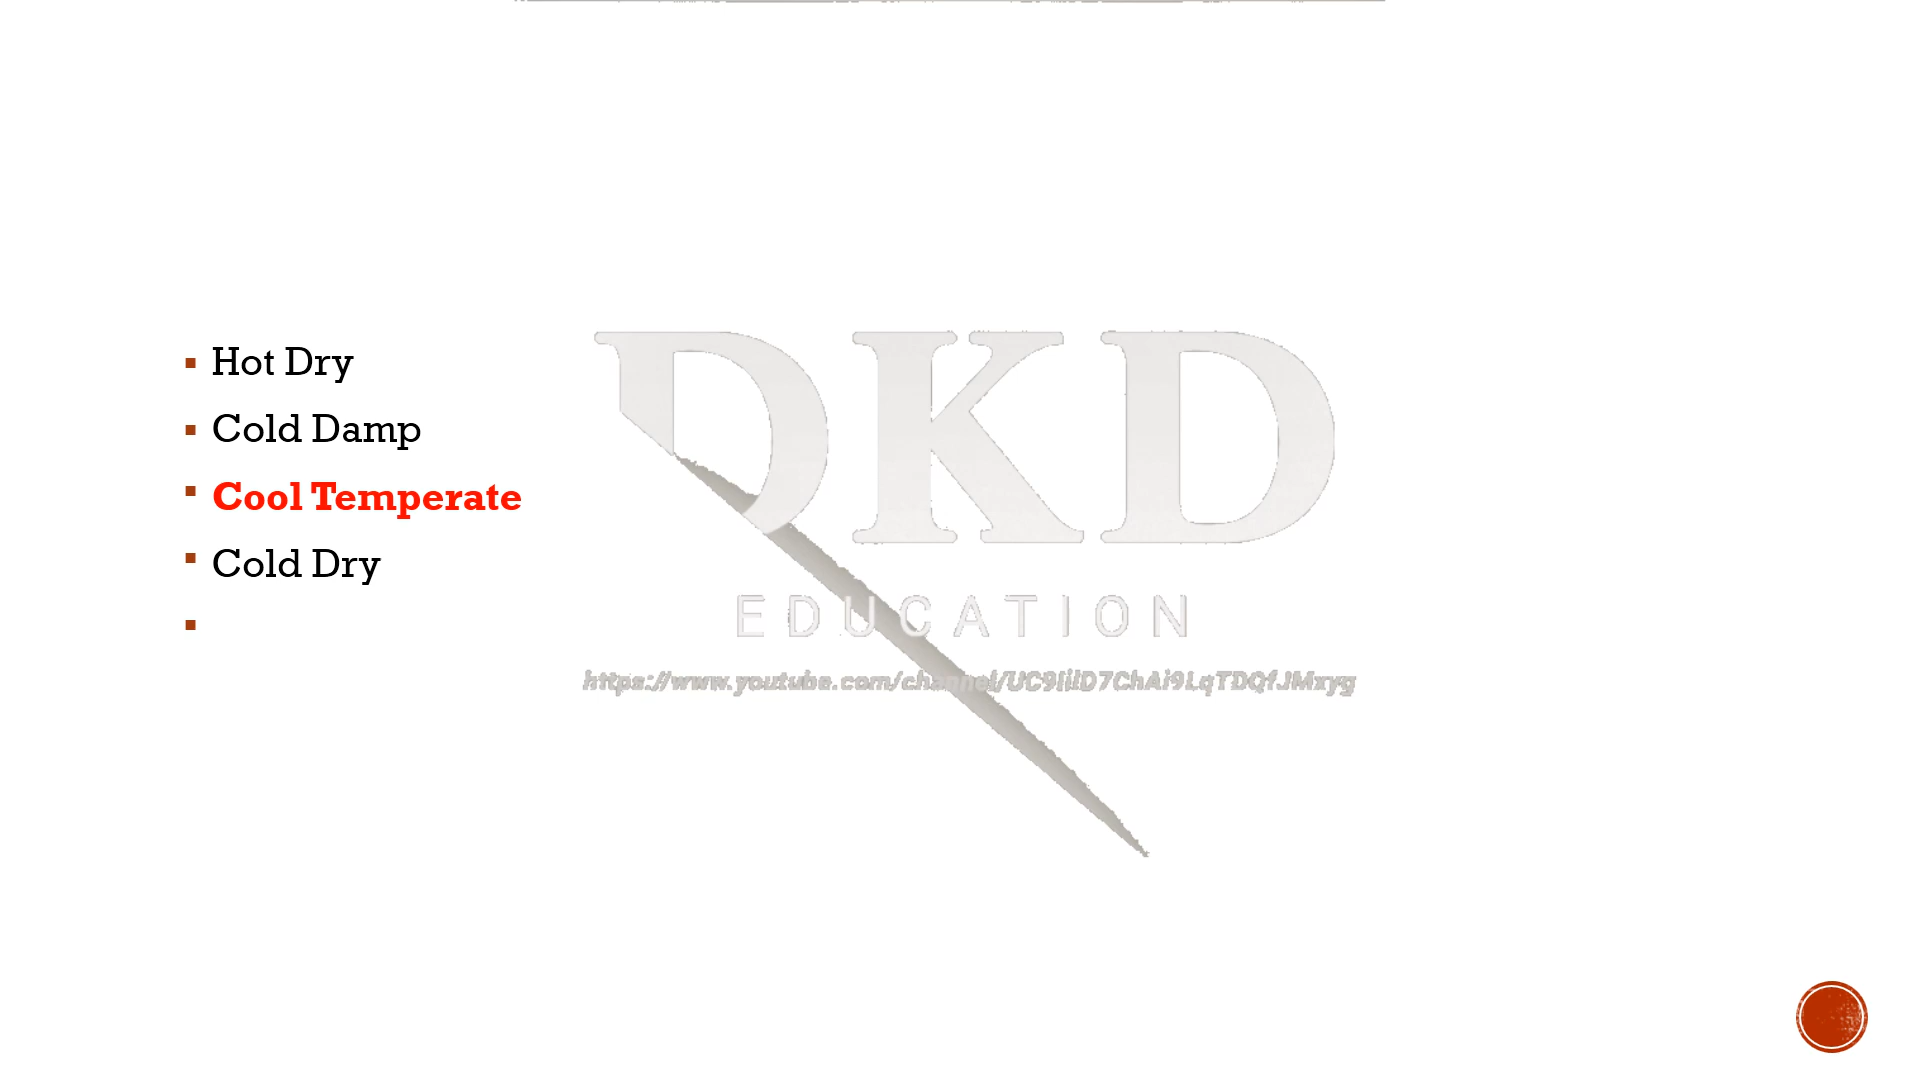 Hot Dry
Cold Damp
Cool Temperate
Cold Dry
DKD
EDUCATION